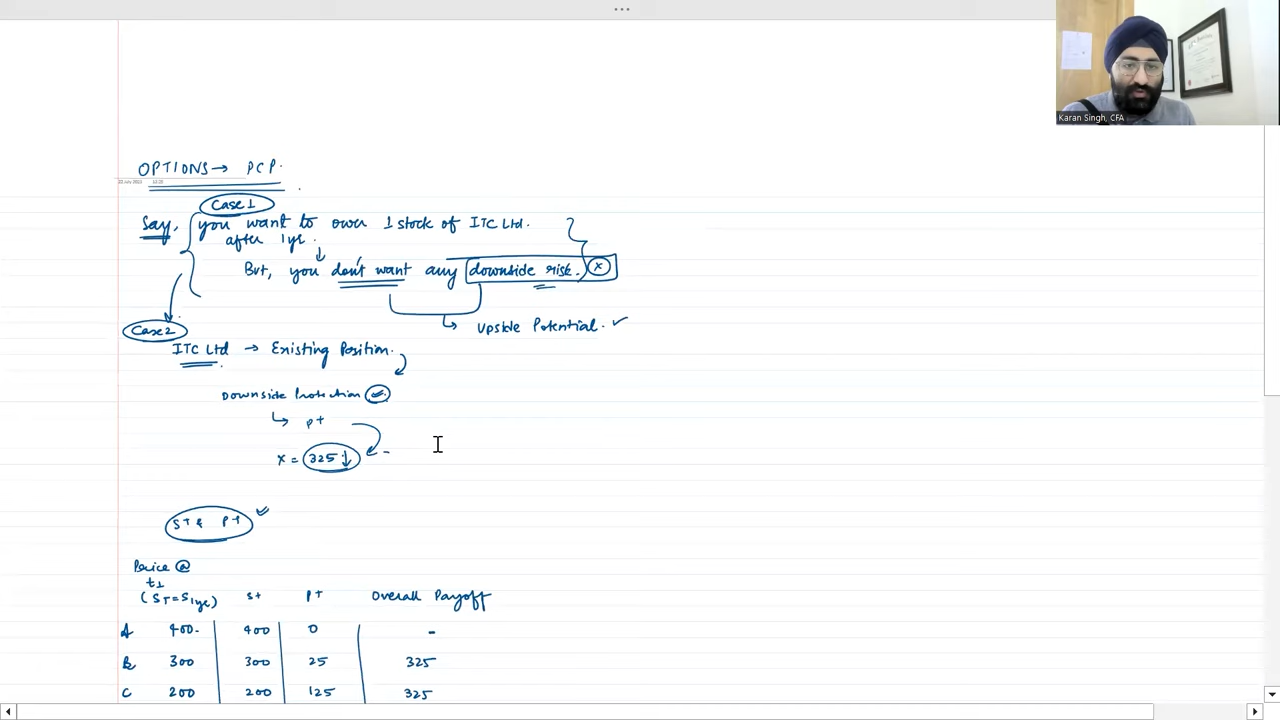 Karan Singh, CFA
OPTIONS → PCP.
Case 1
Say, you want to own 1 stock of ITC Ltd.
after 1yr.
But, you don't want any downside risk. x
↳ Upside Potential. ✓
Case 2
ITC Ltd → Existing Position.
Downside Protection
↳ P+
X = 325 ↓
S+ & P+ ✓
Price @
t1
(ST = S1yr) S+ P+ Overall Payoff
A 400 400 0 -
B 300 300 25 325
C 200 200 125 325